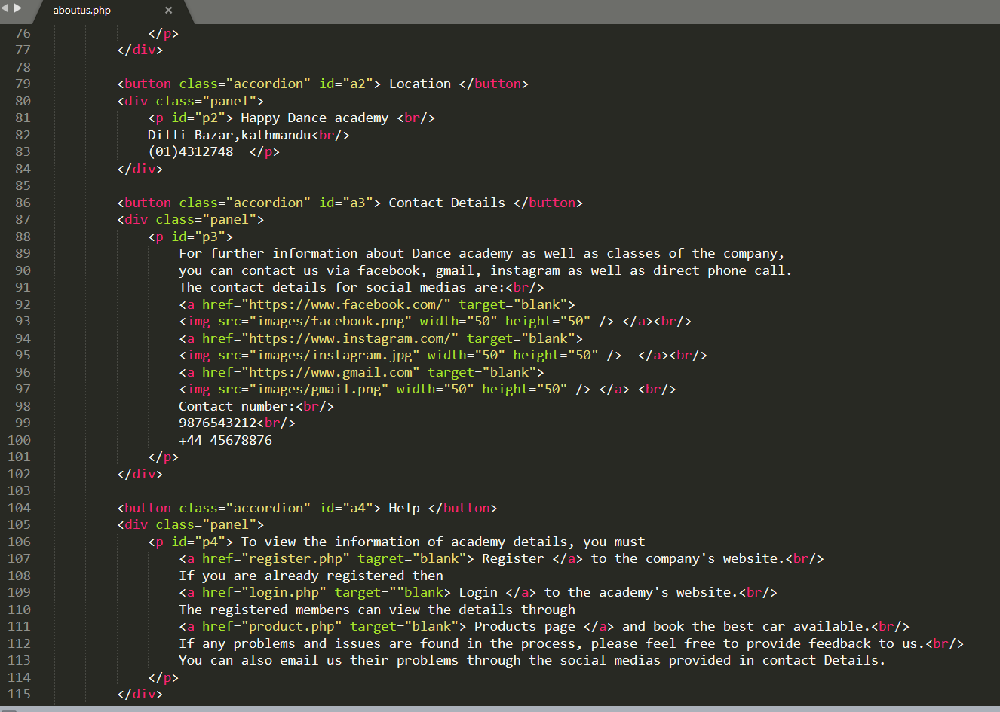 aboutus.php ×
76 </p>
77 </div>
78
79 <button class="accordion" id="a2"> Location </button>
80 <div class="panel">
81 <p id="p2"> Happy Dance academy <br/>
82 Dilli Bazar,kathmandu<br/>
83 (01)4312748  </p>
84 </div>
85
86 <button class="accordion" id="a3"> Contact Details </button>
87 <div class="panel">
88 <p id="p3">
89 For further information about Dance academy as well as classes of the company,
90 you can contact us via facebook, gmail, instagram as well as direct phone call.
91 The contact details for social medias are:<br/>
92 <a href="https://www.facebook.com/" target="blank">
93 <img src="images/facebook.png" width="50" height="50" /> </a><br/>
94 <a href="https://www.instagram.com/" target="blank">
95 <img src="images/instagram.jpg" width="50" height="50" />  </a><br/>
96 <a href="https://www.gmail.com" target="blank">
97 <img src="images/gmail.png" width="50" height="50" /> </a> <br/>
98 Contact number:<br/>
99 9876543212<br/>
100 +44 45678876
101 </p>
102 </div>
103
104 <button class="accordion" id="a4"> Help </button>
105 <div class="panel">
106 <p id="p4"> To view the information of academy details, you must
107 <a href="register.php" tagret="blank"> Register </a> to the company's website.<br/>
108 If you are already registered then
109 <a href="login.php" target=""blank> Login </a> to the academy's website.<br/>
110 The registered members can view the details through
111 <a href="product.php" target="blank"> Products page </a> and book the best car available.<br/>
112 If any problems and issues are found in the process, please feel free to provide feedback to us.<br/>
113 You can also email us their problems through the social medias provided in contact Details.
114 </p>
115 </div>